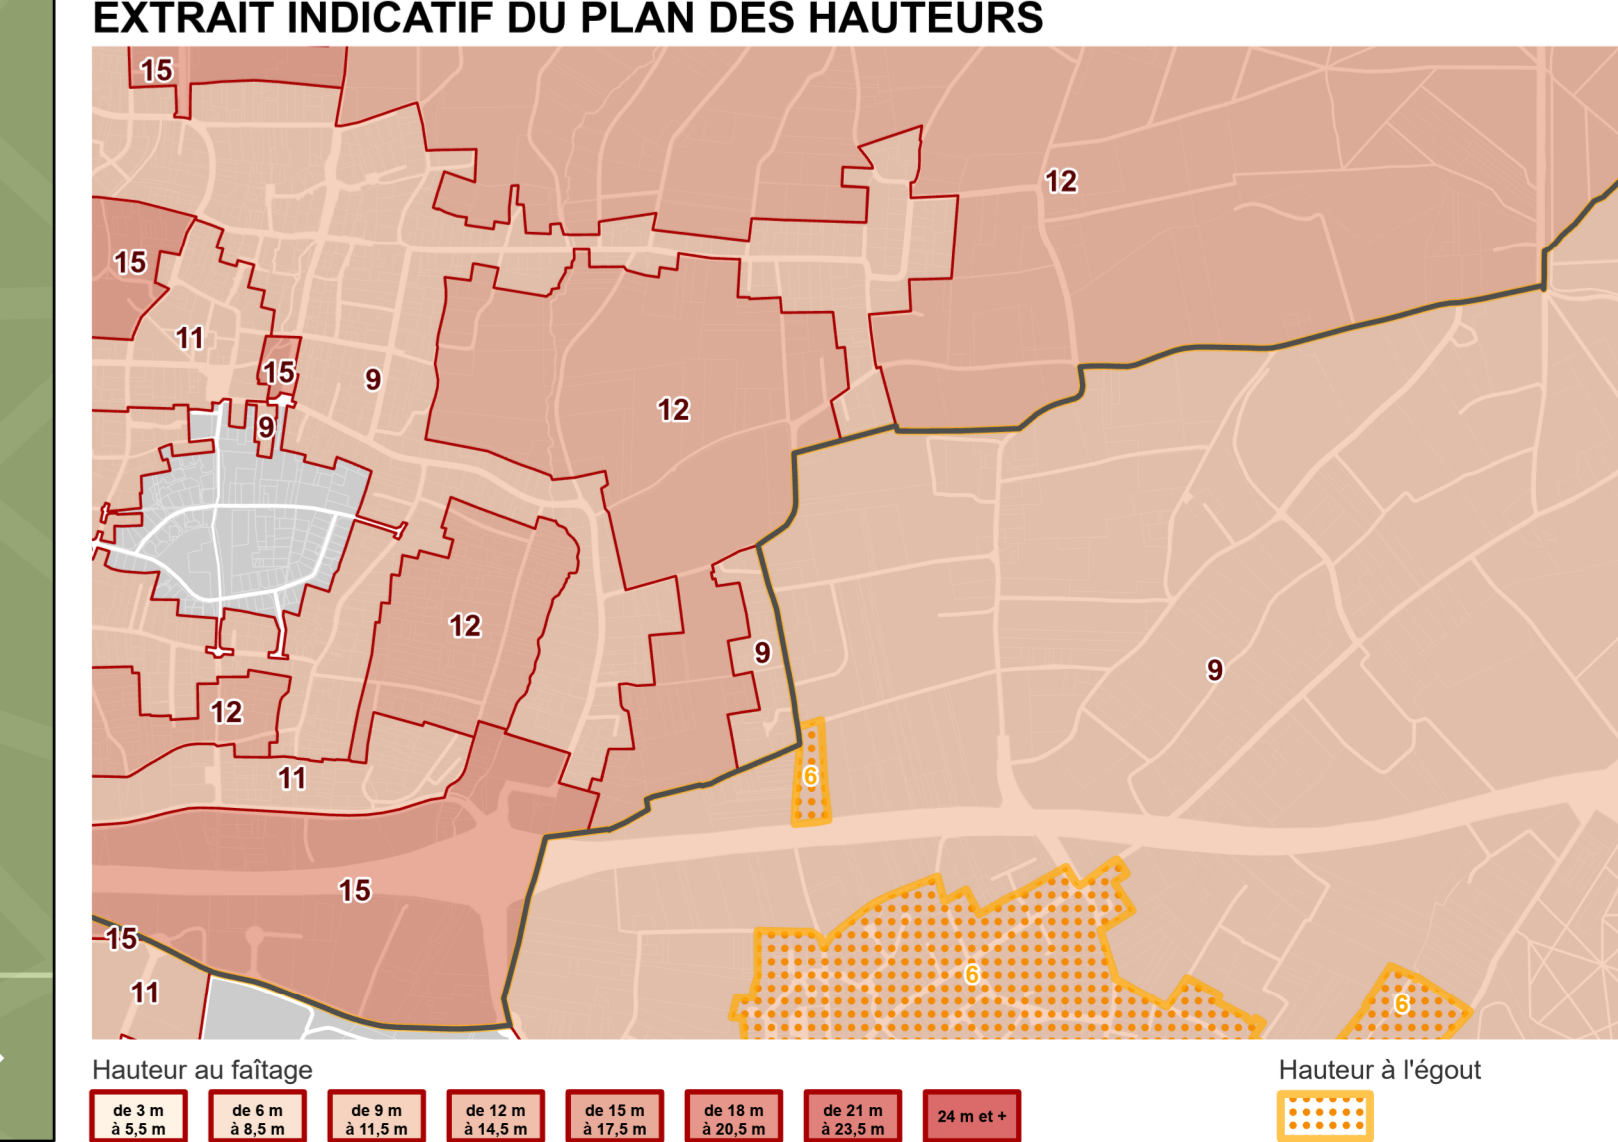 EXTRAIT INDICATIF DU PLAN DES HAUTEURS
15
12
15
11
15
9
12
9
12
9
9
12
11
6
15
15
11
6
6
Hauteur au faîtage
Hauteur à l'égout
de 3 m
à 5,5 m
de 6 m
à 8,5 m
de 9 m
à 11,5 m
de 12 m
à 14,5 m
de 15 m
à 17,5 m
de 18 m
à 20,5 m
de 21 m
à 23,5 m
24 m et +